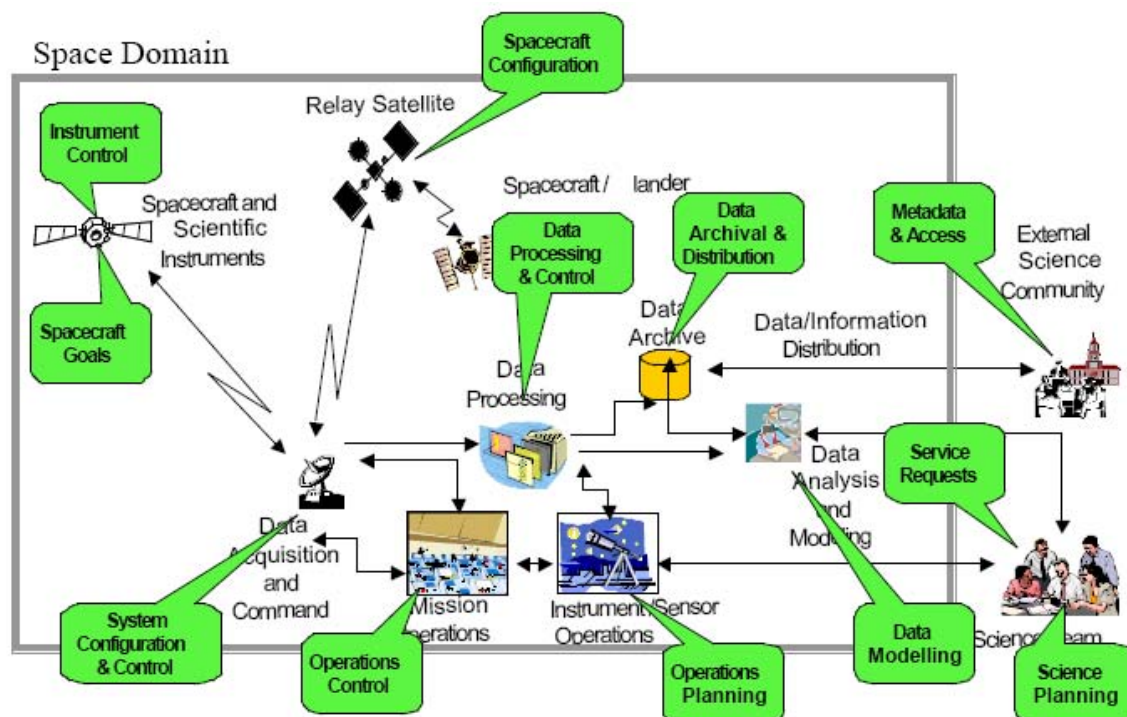 Space Domain
Spacecraft
Configuration
Relay Satellite
Instrument
Control
Spacecraft and
Scientific
Instruments
Spacecraft
Goals
Spacecraft / lander
Data
Processing
& Control
Data
Archival &
Distribution
Metadata
& Access
External
Science
Community
Data
Archive
Data/Information
Distribution
Data
Processing
Service
Requests
Data
Analysis
and
Modeling
Data
Acquisition
and
Command
System
Configuration
& Control
Mission
Operations
Operations
Control
Instrument/Sensor
Operations
Operations
Planning
Data
Modelling
Science Team
Science
Planning